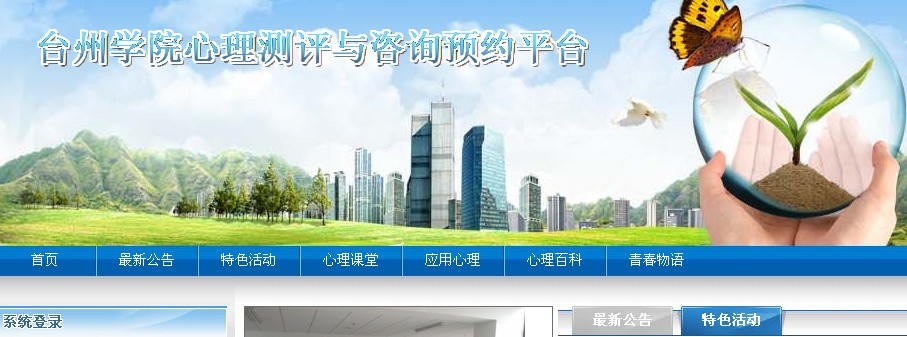 台州学院心理测评与咨询预约平台
首页 最新公告 特色活动 心理课堂 应用心理 心理百科 青春物语
系统登录
最新公告 特色活动